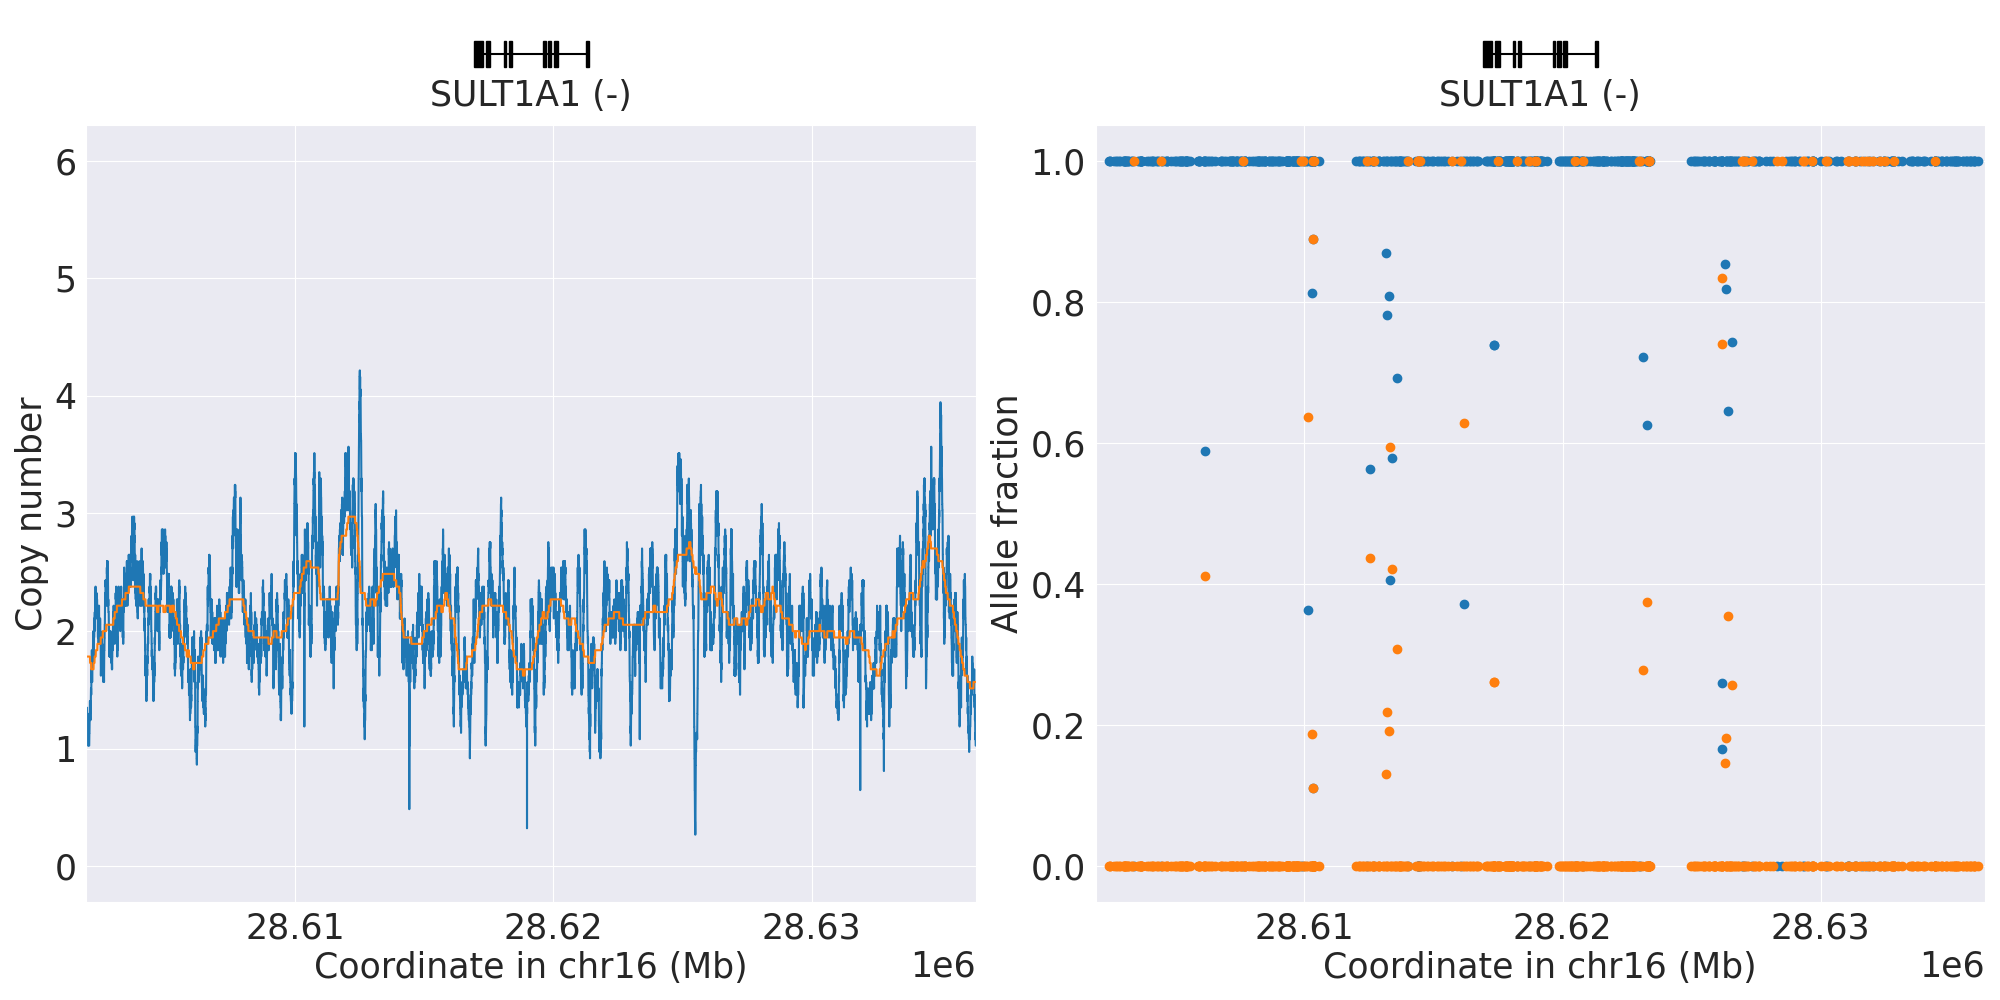 SULT1A1 (-)
6
5
4
3
2
1
0
Copy number
28.61
28.62
28.63
Coordinate in chr16 (Mb)
1e6
SULT1A1 (-)
1.0
0.8
0.6
0.4
0.2
0.0
Allele fraction
28.61
28.62
28.63
Coordinate in chr16 (Mb)
1e6